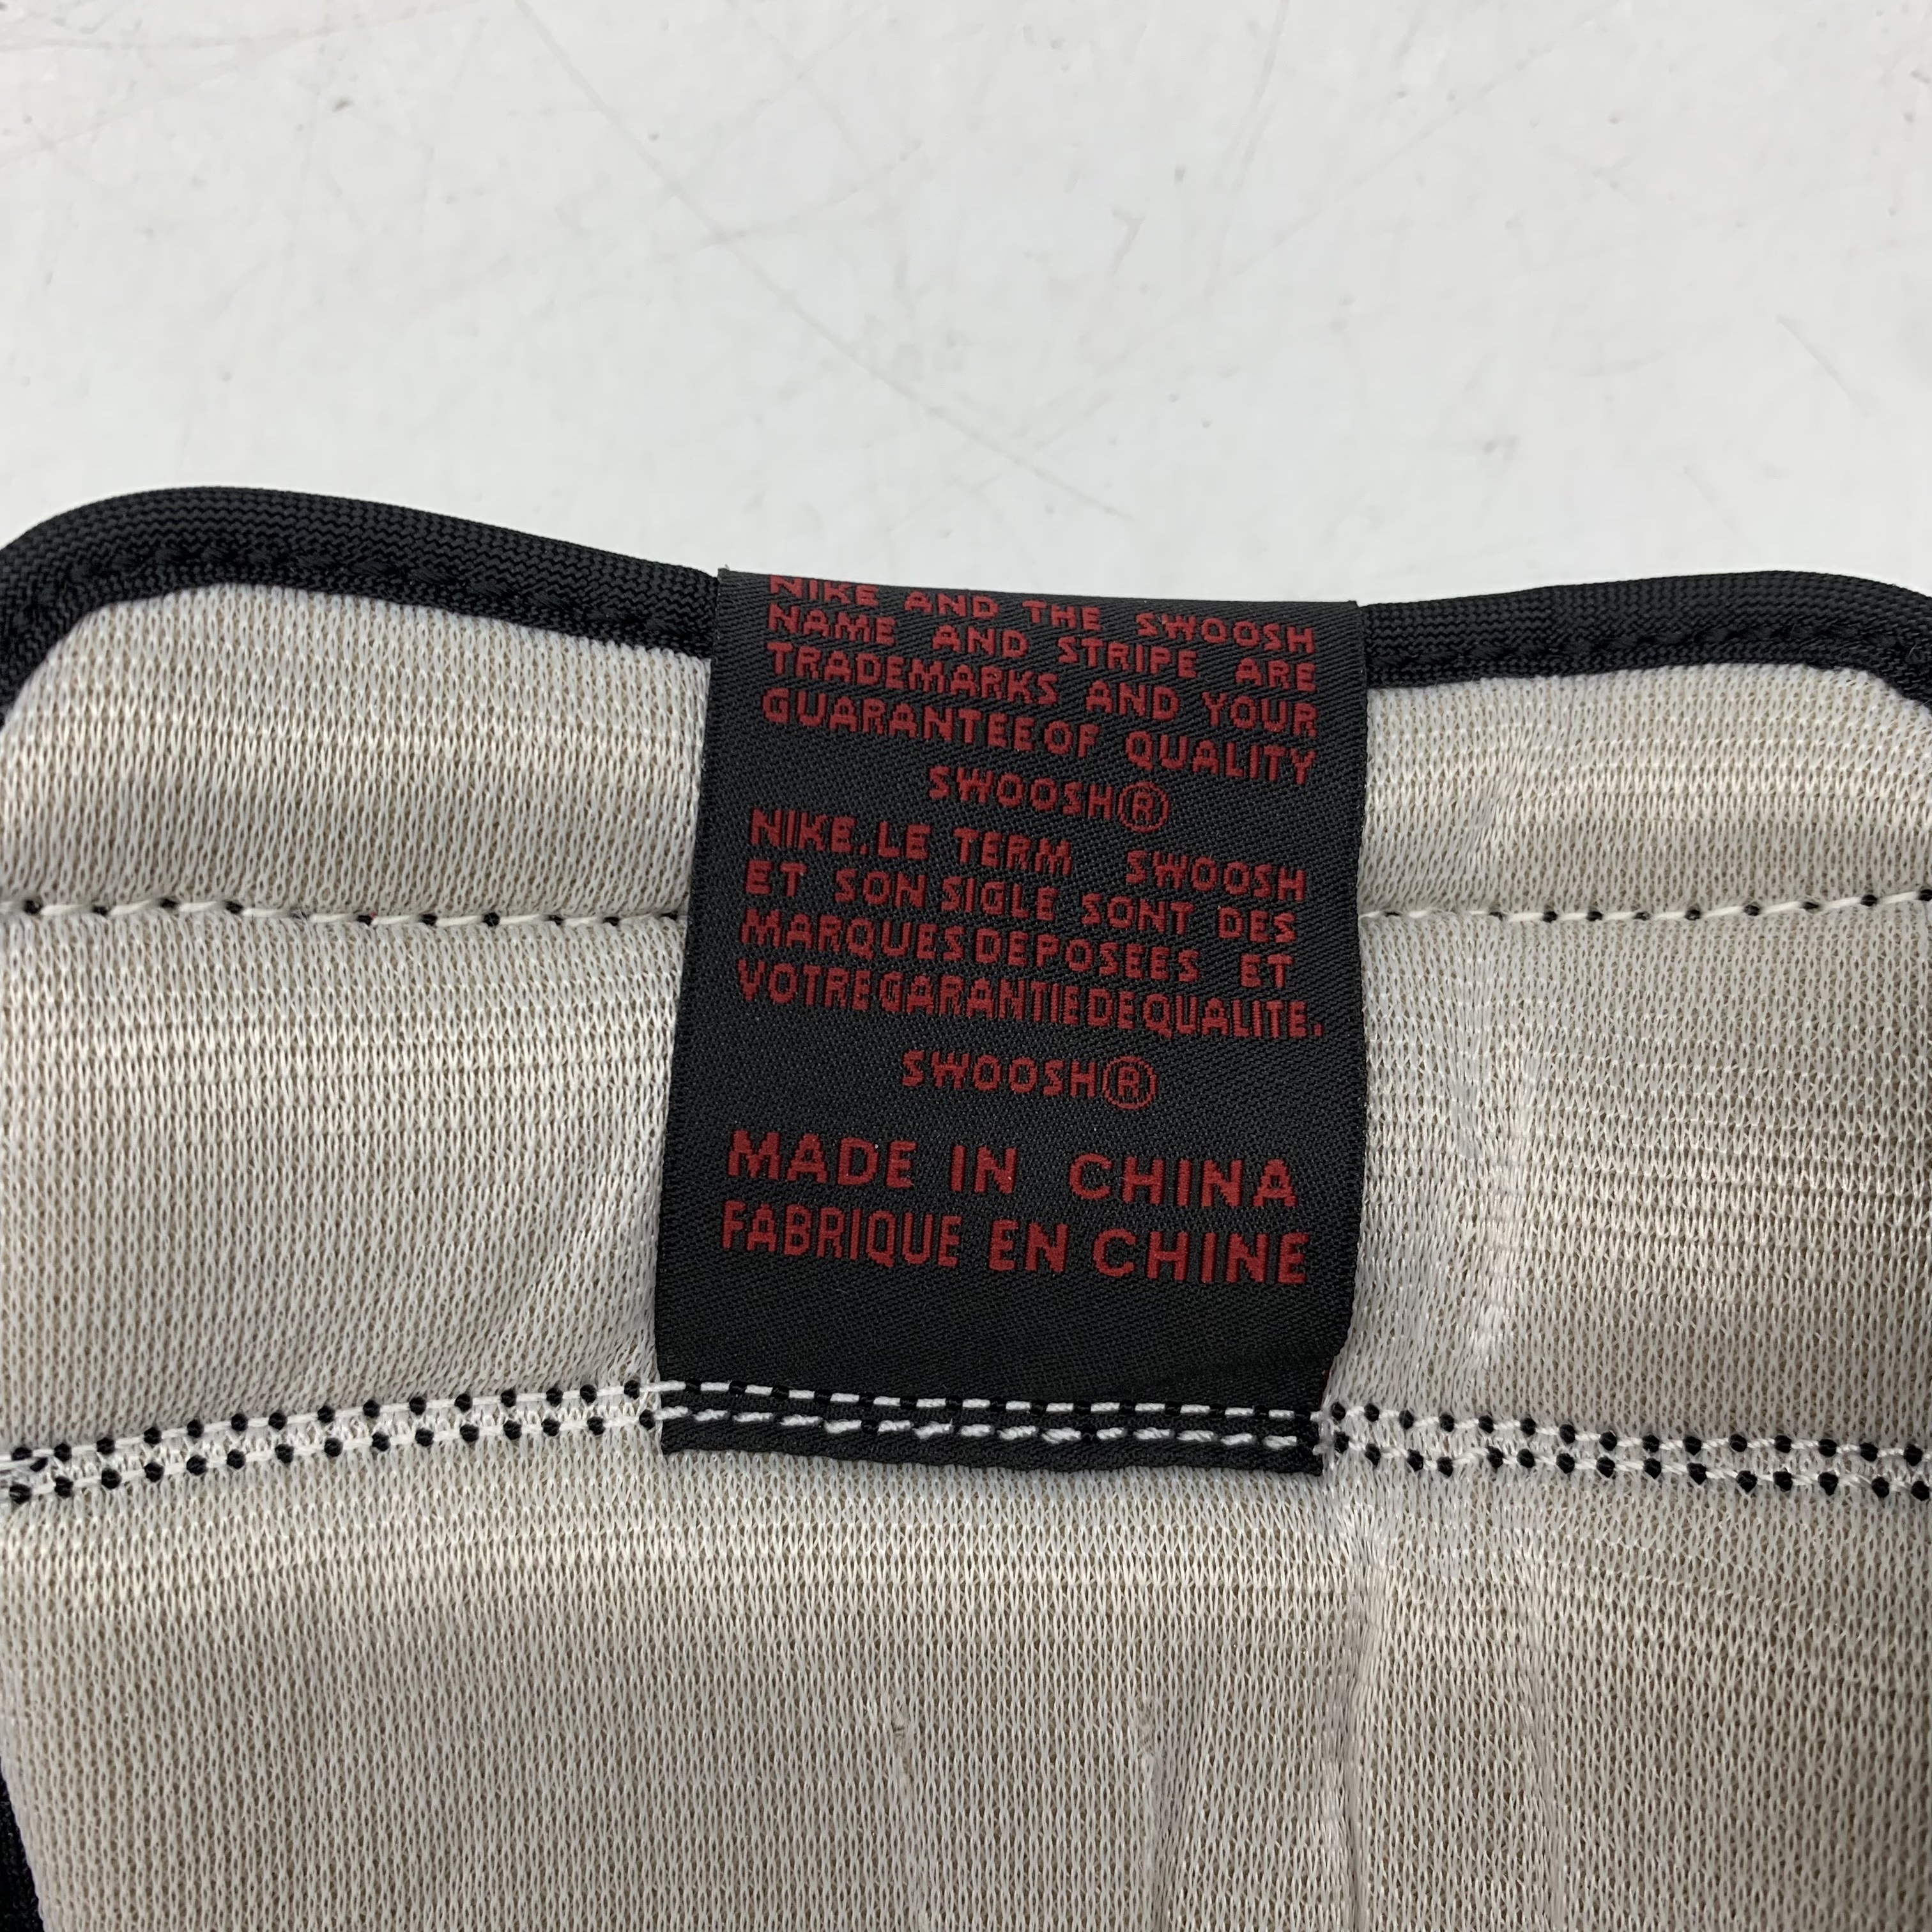 NIKE AND THE SWOOSH
NAME AND STRIPE ARE
TRADEMARKS AND YOUR
GUARANTEE OF QUALITY
SWOOSH®
NIKE.LE TERM SWOOSH
ET SON SIGLE SONT DES
MARQUES DEPOSEES ET
VOTRE GARANTIE DE QUALITE.
SWOOSH®
MADE IN CHINA
FABRIQUE EN CHINE